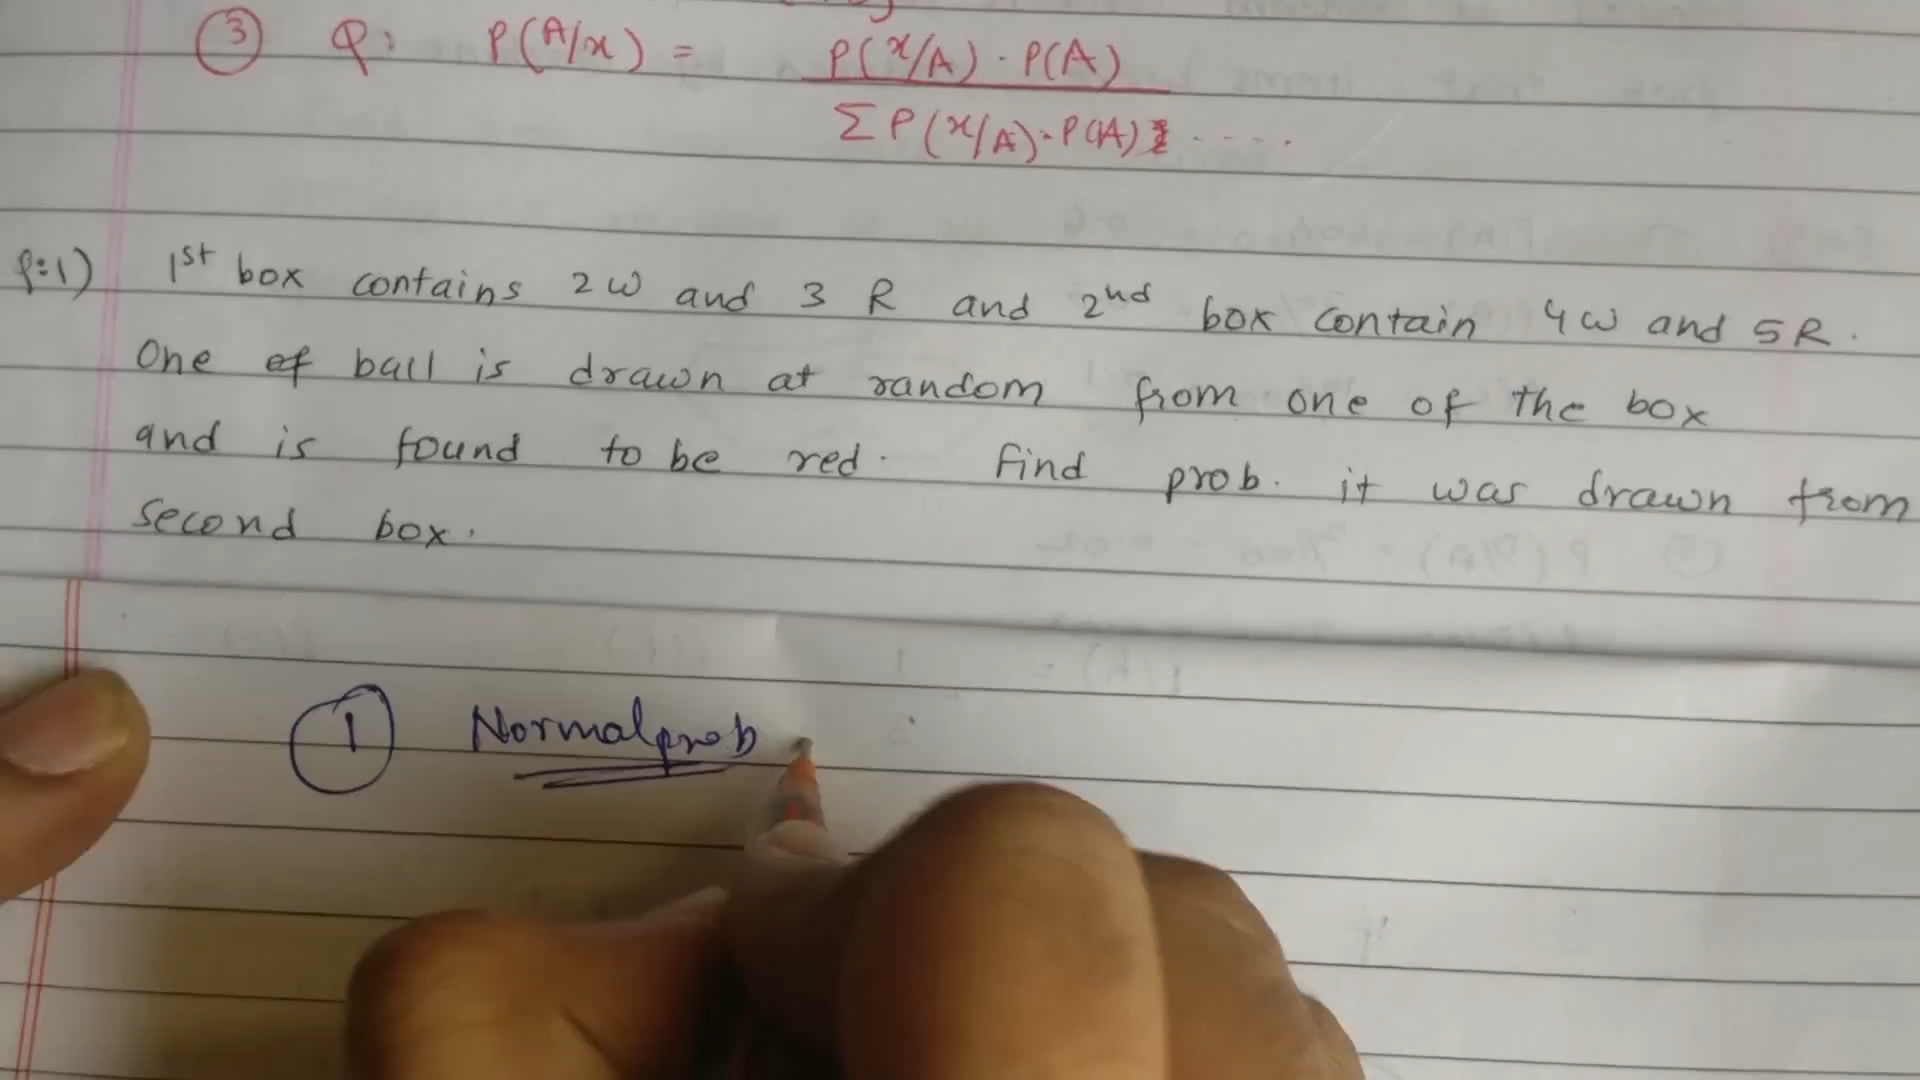 ③ Q: P(A/x) = P(x/A) · P(A)
Σ P(x/A) · P(A) ....
Q:1) 1st box contains 2W and 3 R and 2nd box contain 4W and 5R.
One of ball is drawn at random from one of the box
and is found to be red. Find prob. it was drawn from
second box.
① Normal prob